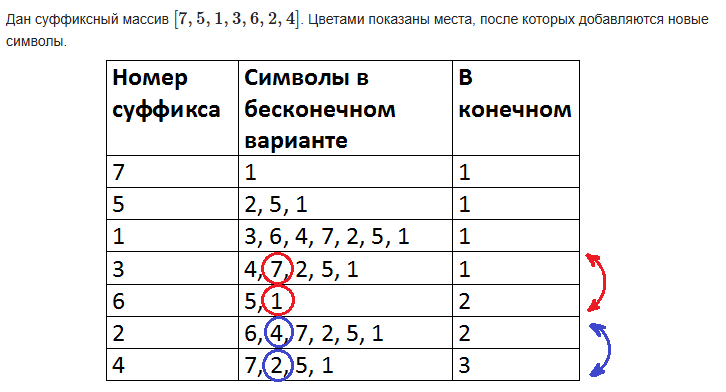 Дан суффиксный массив [7, 5, 1, 3, 6, 2, 4]. Цветами показаны места, после которых добавляются новые
символы.
Номер суффикса Символы в бесконечном варианте В конечном
7 1 1
5 2, 5, 1 1
1 3, 6, 4, 7, 2, 5, 1 1
3 4, 7, 2, 5, 1 1
6 5, 1 2
2 6, 4, 7, 2, 5, 1 2
4 7, 2, 5, 1 3